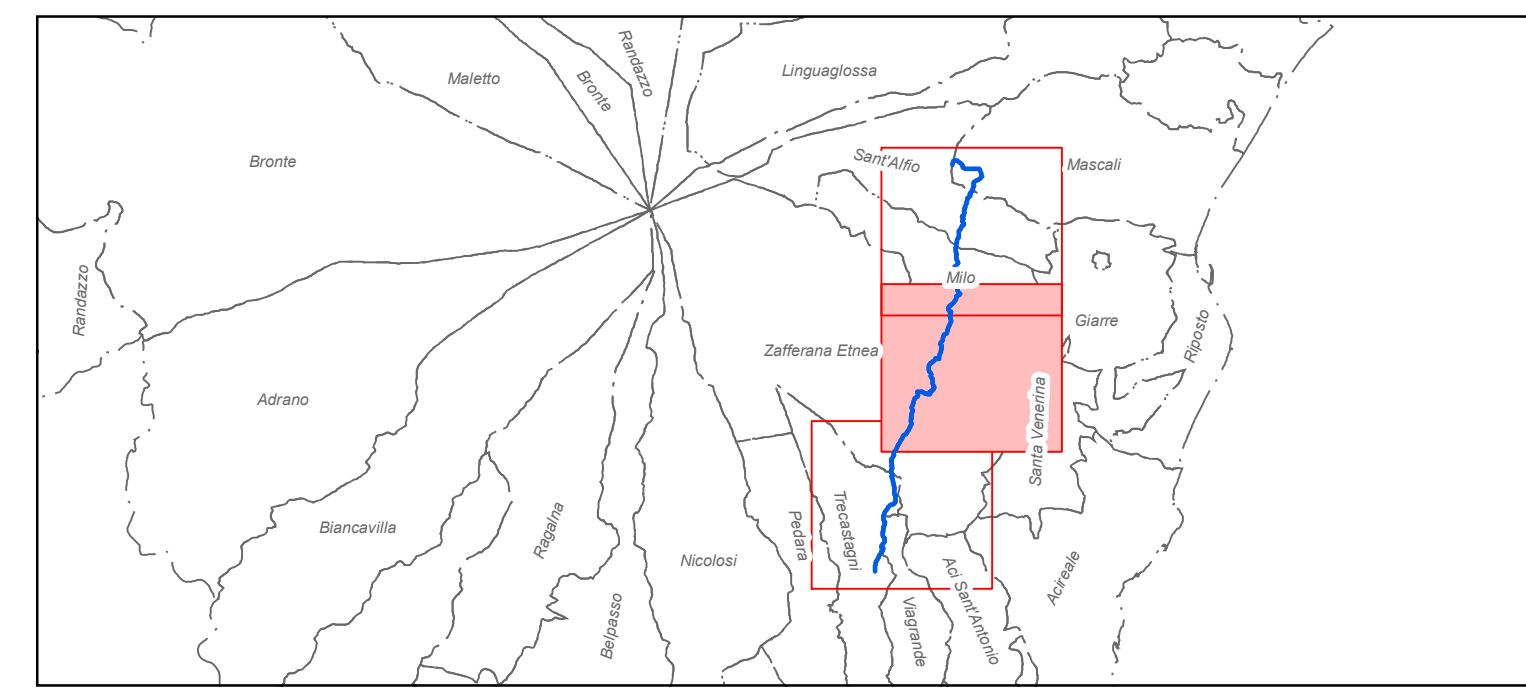 Randazzo
Linguaglossa
Maletto
Bronte
Bronte
Sant'Alfio
Mascali
Milo
Randazzo
Giarre
Riposto
Zafferana Etnea
Adrano
Santa Venerina
Biancavilla
Ragalna
Trecastagni
Pedara
Nicolosi
Acireale
Aci Sant'Antonio
Belpasso
Viagrande